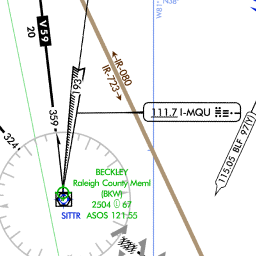 V59
20
359
193
324
IR-080
IR-723
111.7 I-MQU
115.05 BLF 97(Y)
BECKLEY
Raleigh County Meml
(BKW)
2504 67
ASOS 121.55
SITTR